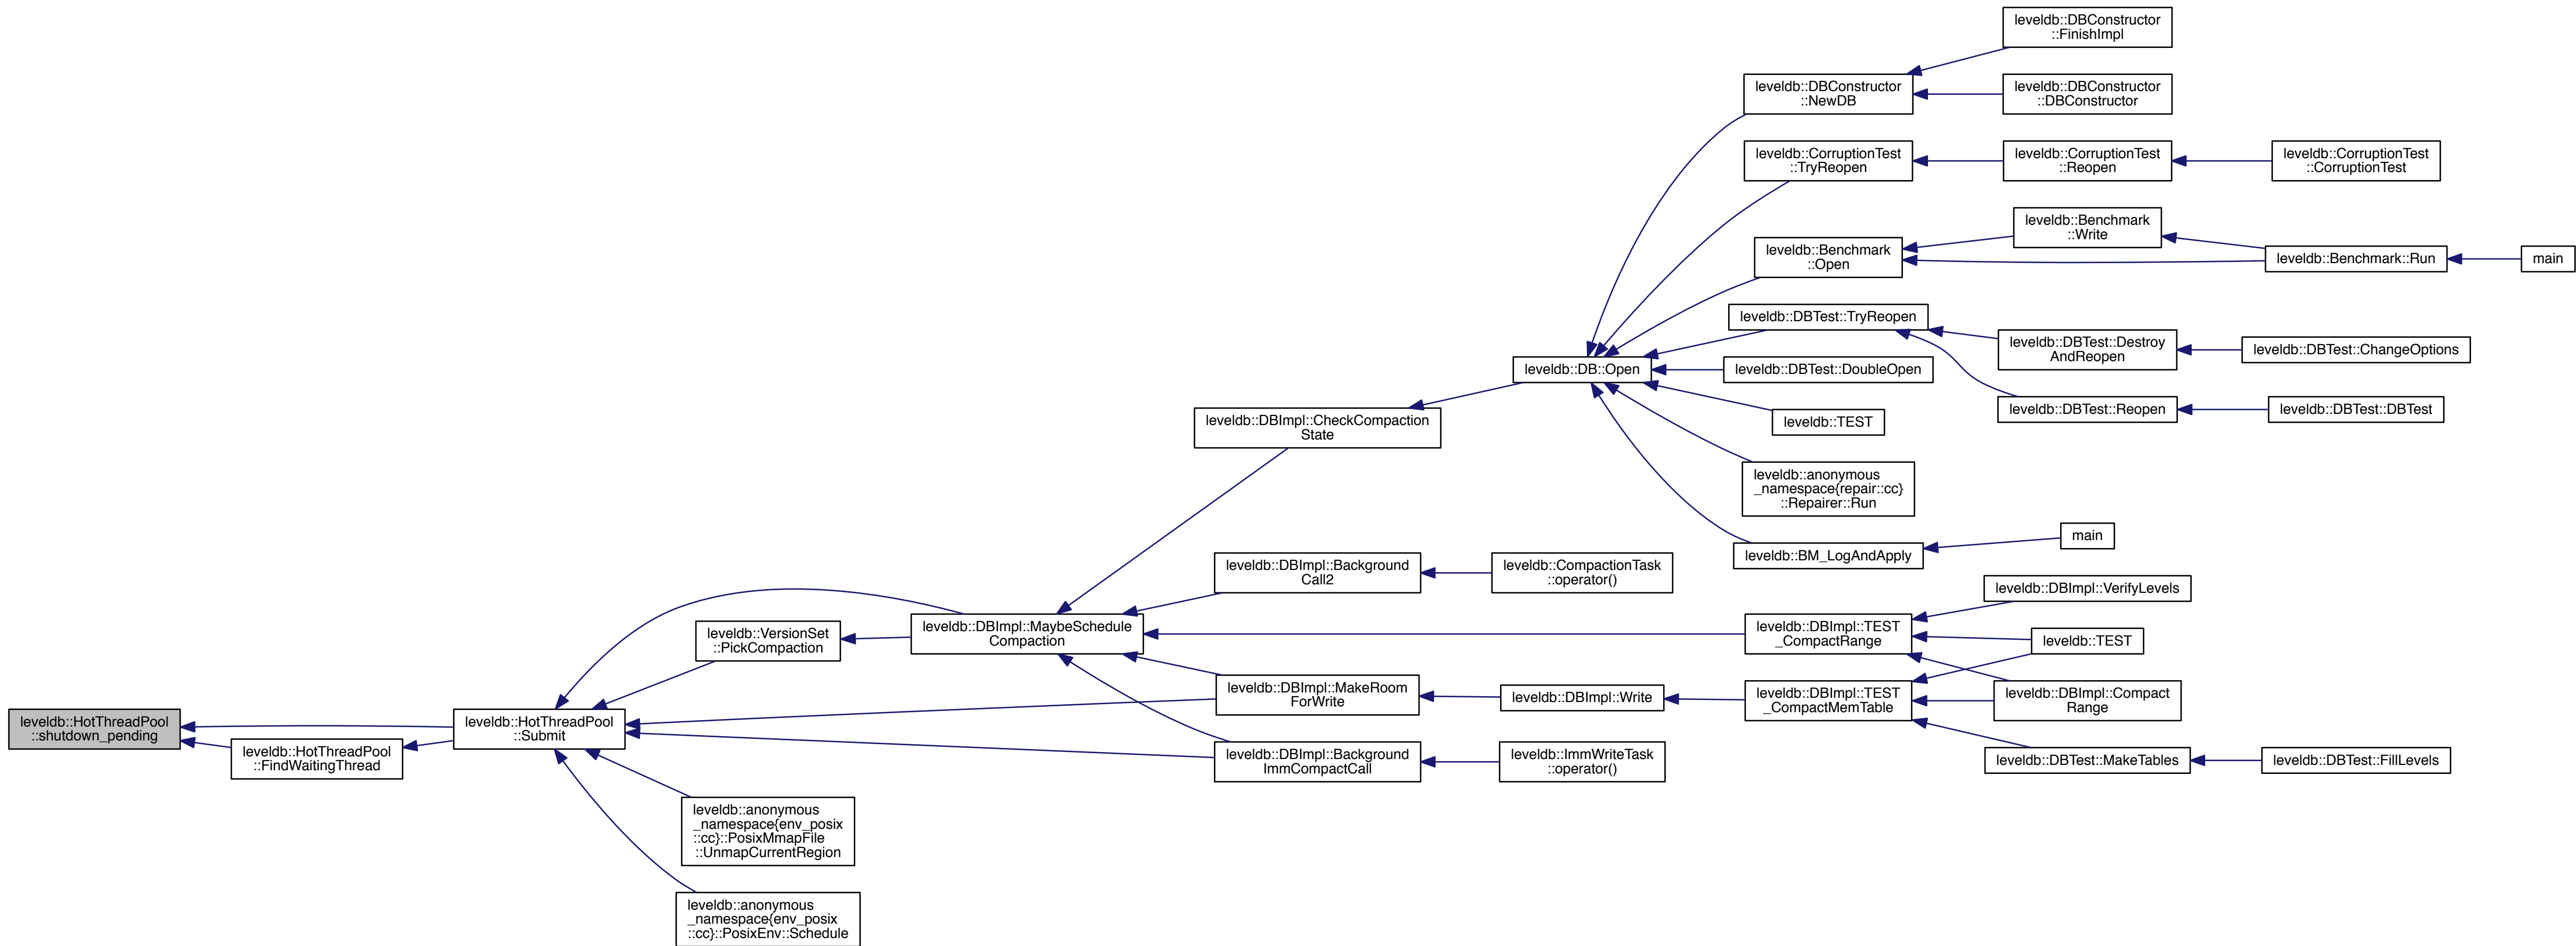 leveldb::DBConstructor
::FinishImpl
leveldb::DBConstructor
::NewDB
leveldb::DBConstructor
::DBConstructor
leveldb::CorruptionTest
::TryReopen
leveldb::CorruptionTest
::Reopen
leveldb::CorruptionTest
::CorruptionTest
leveldb::Benchmark
::Write
leveldb::Benchmark
::Open
leveldb::Benchmark::Run
main
leveldb::DBTest::TryReopen
leveldb::DBTest::Destroy
AndReopen
leveldb::DBTest::ChangeOptions
leveldb::DB::Open
leveldb::DBTest::DoubleOpen
leveldb::DBTest::Reopen
leveldb::DBTest::DBTest
leveldb::DBImpl::CheckCompaction
State
leveldb::TEST
leveldb::anonymous
_namespace{repair::cc}
::Repairer::Run
main
leveldb::BM_LogAndApply
leveldb::DBImpl::Background
Call2
leveldb::CompactionTask
::operator()
leveldb::DBImpl::VerifyLevels
leveldb::VersionSet
::PickCompaction
leveldb::DBImpl::MaybeSchedule
Compaction
leveldb::DBImpl::TEST
_CompactRange
leveldb::TEST
leveldb::DBImpl::MakeRoom
ForWrite
leveldb::DBImpl::Write
leveldb::DBImpl::TEST
_CompactMemTable
leveldb::DBImpl::Compact
Range
leveldb::HotThreadPool
::shutdown_pending
leveldb::HotThreadPool
::FindWaitingThread
leveldb::HotThreadPool
::Submit
leveldb::DBImpl::Background
ImmCompactCall
leveldb::ImmWriteTask
::operator()
leveldb::DBTest::MakeTables
leveldb::DBTest::FillLevels
leveldb::anonymous
_namespace{env_posix
::cc}::PosixMmapFile
::UnmapCurrentRegion
leveldb::anonymous
_namespace{env_posix
::cc}::PosixEnv::Schedule